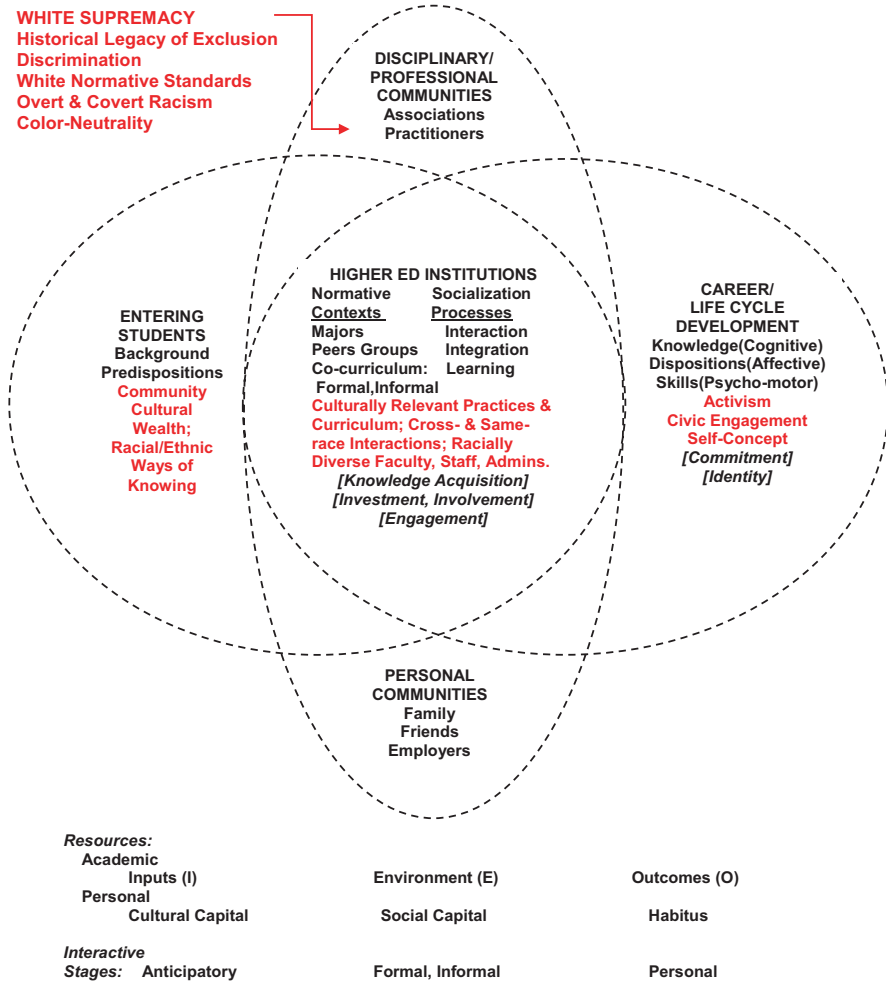 WHITE SUPREMACY
Historical Legacy of Exclusion
Discrimination
White Normative Standards
Overt & Covert Racism
Color-Neutrality
DISCIPLINARY/
PROFESSIONAL
COMMUNITIES
Associations
Practitioners
ENTERING
STUDENTS
Background
Predispositions
Community
Cultural
Wealth;
Racial/Ethnic
Ways of
Knowing
HIGHER ED INSTITUTIONS
Normative Socialization
Contexts Processes
Majors Interaction
Peers Groups Integration
Co-curriculum: Learning
Formal,Informal
Culturally Relevant Practices &
Curriculum; Cross- & Same-
race Interactions; Racially
Diverse Faculty, Staff, Admins.
[Knowledge Acquisition]
[Investment, Involvement]
[Engagement]
CAREER/
LIFE CYCLE
DEVELOPMENT
Knowledge(Cognitive)
Dispositions(Affective)
Skills(Psycho-motor)
Activism
Civic Engagement
Self-Concept
[Commitment]
[Identity]
PERSONAL
COMMUNITIES
Family
Friends
Employers
Resources:
Academic
Inputs (I) Environment (E) Outcomes (O)
Personal
Cultural Capital Social Capital Habitus
Interactive
Stages: Anticipatory Formal, Informal Personal